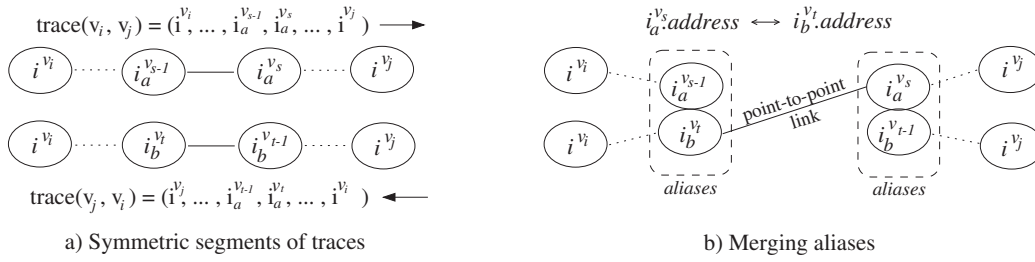 trace(v_i, v_j) = (i^{v_i}, ... , i_a^{v_{s-1}}, i_a^{v_s}, ... , i^{v_j})
i^{v_i} i_a^{v_{s-1}} i_a^{v_s} i^{v_j}
i^{v_i} i_b^{v_t} i_b^{v_{t-1}} i^{v_j}
trace(v_j, v_i) = (i^{v_j}, ... , i_a^{v_{t-1}}, i_a^{v_t}, ... , i^{v_i})
a) Symmetric segments of traces
i_a^{v_s}.address ↔ i_b^{v_t}.address
i^{v_i} i_a^{v_{s-1}} i_a^{v_s} i^{v_j}
point-to-point
link
i^{v_i} i_b^{v_t} i_b^{v_{t-1}} i^{v_j}
aliases aliases
b) Merging aliases